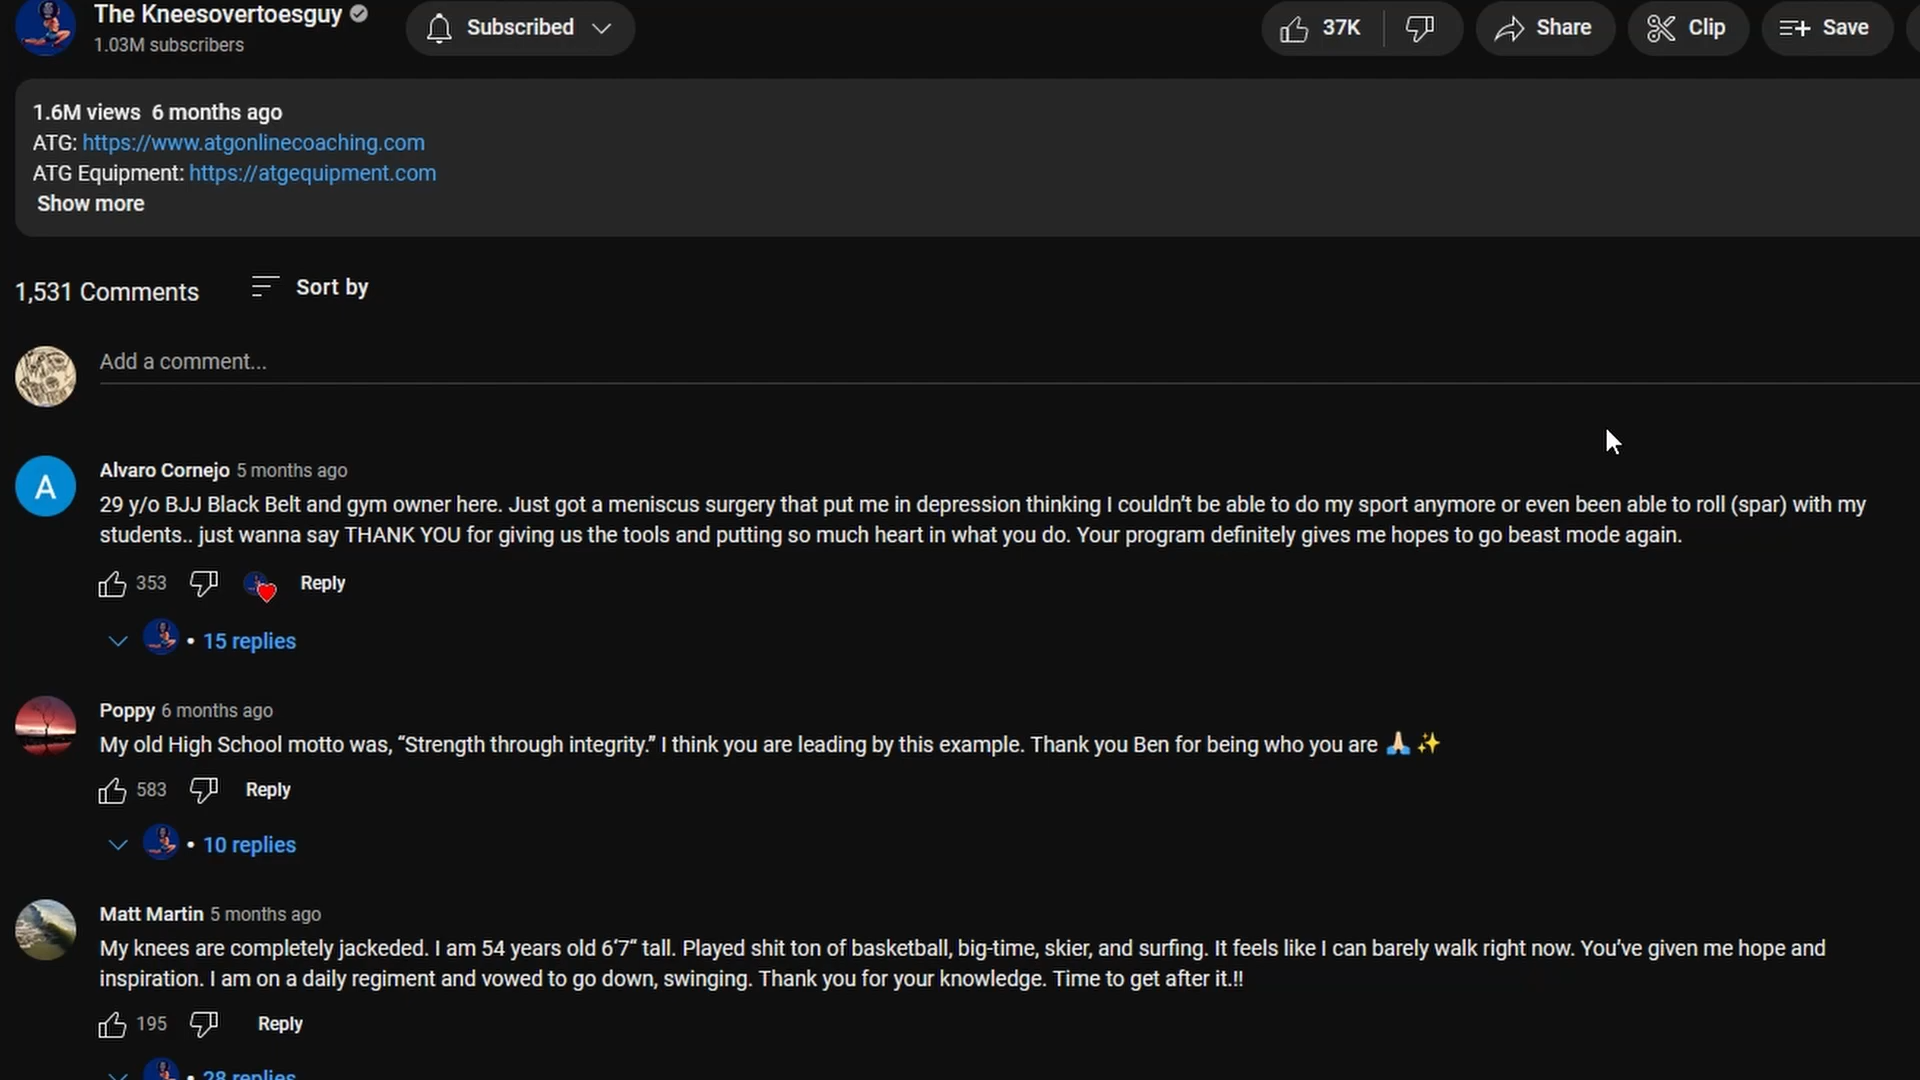 The Kneesovertoesguy
1.03M subscribers
Subscribed
37K
Share
Clip
Save
1.6M views 6 months ago
ATG: https://www.atgonlinecoaching.com
ATG Equipment: https://atgequipment.com
Show more
1,531 Comments
Sort by
Add a comment...
A
Alvaro Cornejo 5 months ago
29 y/o BJJ Black Belt and gym owner here. Just got a meniscus surgery that put me in depression thinking I couldn’t be able to do my sport anymore or even been able to roll (spar) with my
students.. just wanna say THANK YOU for giving us the tools and putting so much heart in what you do. Your program definitely gives me hopes to go beast mode again.
353
Reply
• 15 replies
Poppy 6 months ago
My old High School motto was, “Strength through integrity.” I think you are leading by this example. Thank you Ben for being who you are 🙏🏻 ✨
583
Reply
• 10 replies
Matt Martin 5 months ago
My knees are completely jackeded. I am 54 years old 6‘7“ tall. Played shit ton of basketball, big-time, skier, and surfing. It feels like I can barely walk right now. You’ve given me hope and
inspiration. I am on a daily regiment and vowed to go down, swinging. Thank you for your knowledge. Time to get after it.!!
195
Reply
• 28 replies